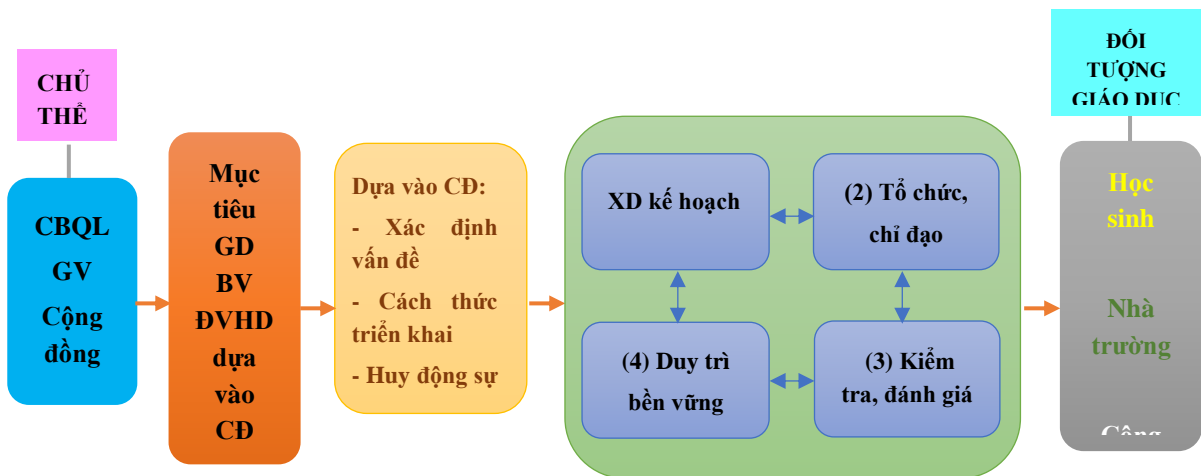 CHỦ
THỂ
CBQL
GV
Cộng
đồng
Mục
tiêu
GD
BV
ĐVHD
dựa
vào
CĐ
Dựa vào CĐ:
- Xác định
vấn đề
- Cách thức
triển khai
- Huy động sự
XD kế hoạch
(2) Tổ chức,
chỉ đạo
(4) Duy trì
bền vững
(3) Kiểm
tra, đánh giá
ĐỐI
TƯỢNG
GIÁO DỤC
Học
sinh
Nhà
trường